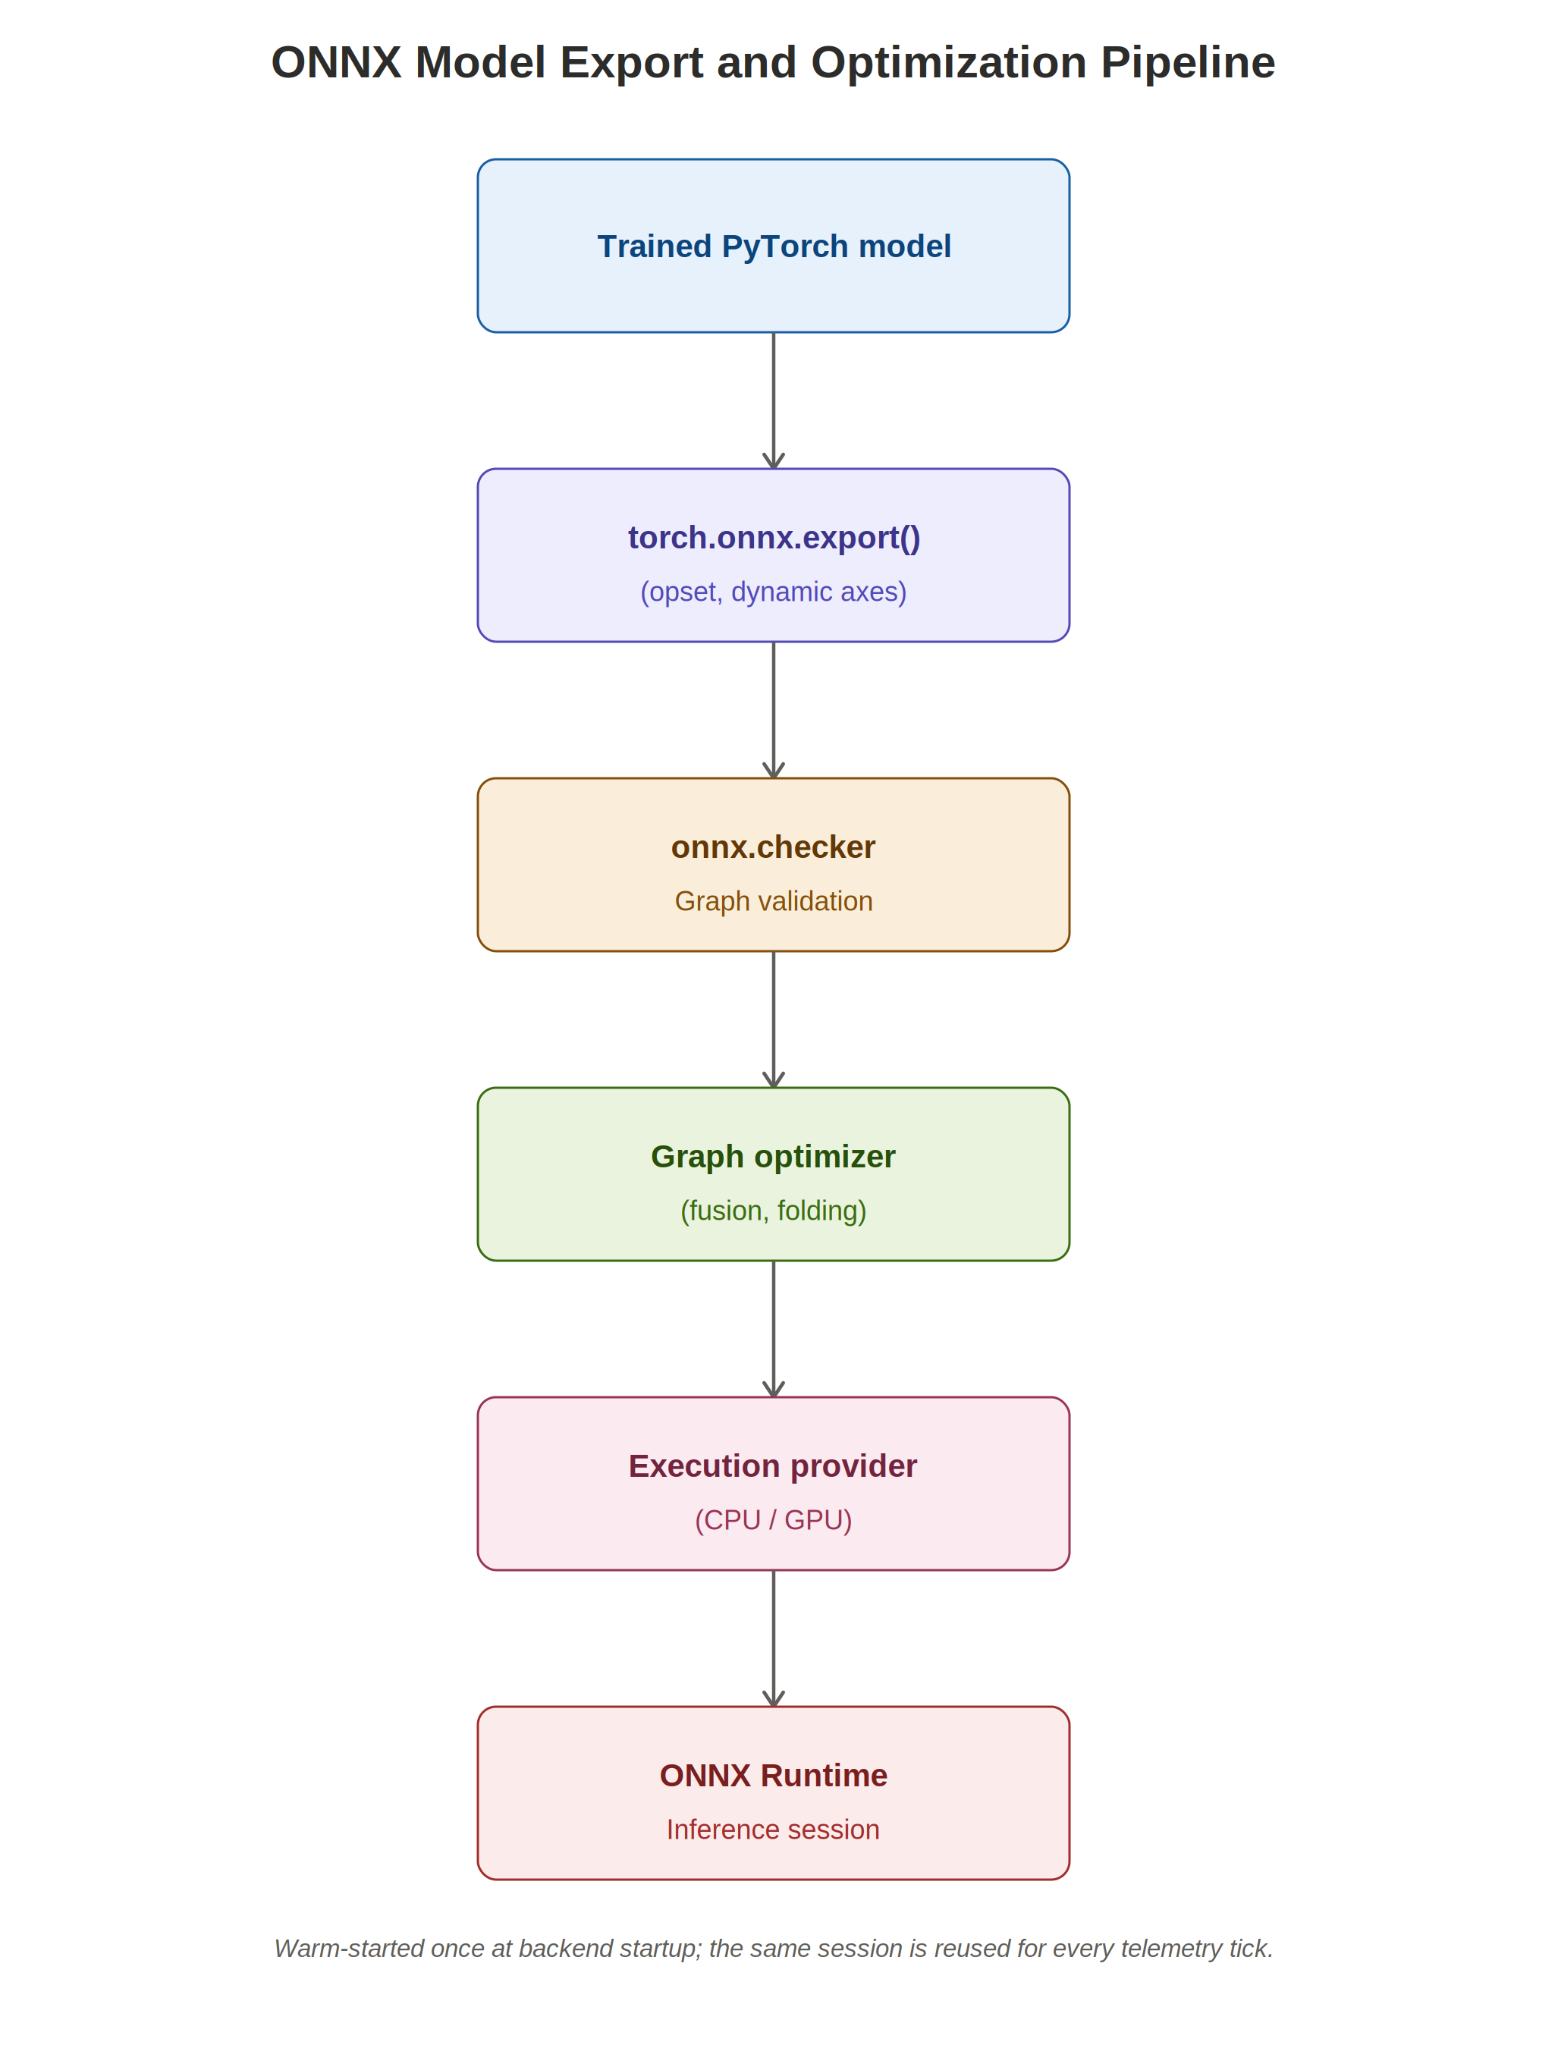 ONNX Model Export and Optimization Pipeline
Trained PyTorch model
torch.onnx.export()
(opset, dynamic axes)
onnx.checker
Graph validation
Graph optimizer
(fusion, folding)
Execution provider
(CPU / GPU)
ONNX Runtime
Inference session
Warm-started once at backend startup; the same session is reused for every telemetry tick.